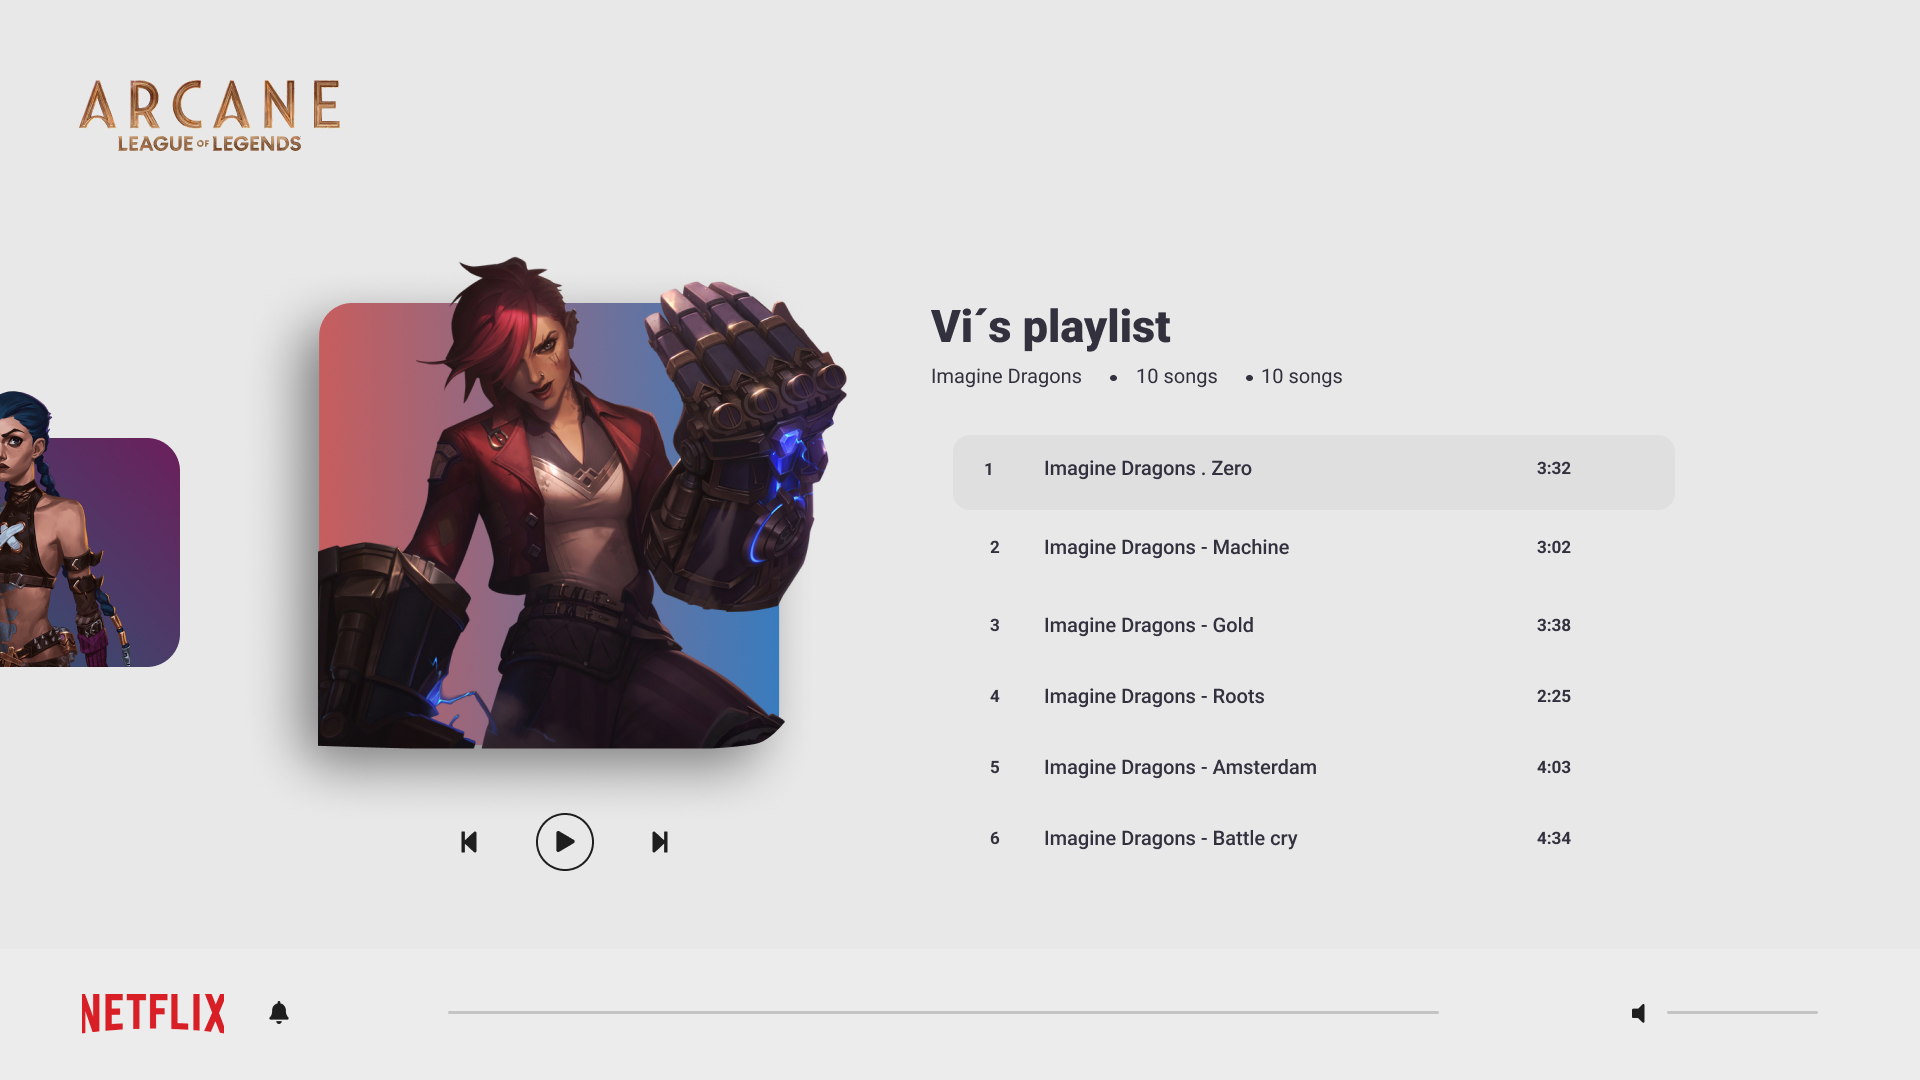 ARCANE
LEAGUE OF LEGENDS
Vi´s playlist
Imagine Dragons • 10 songs • 10 songs
1 Imagine Dragons . Zero 3:32
2 Imagine Dragons - Machine 3:02
3 Imagine Dragons - Gold 3:38
4 Imagine Dragons - Roots 2:25
5 Imagine Dragons - Amsterdam 4:03
6 Imagine Dragons - Battle cry 4:34
NETFLIX